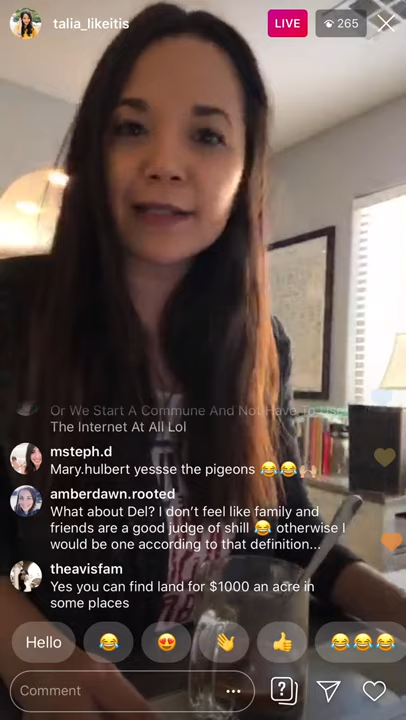 talia_likeitis
LIVE
265
Or We Start A Commune And Not Have To Use
The Internet At All Lol
msteph.d
Mary.hulbert yessse the pigeons 😂😂🙌🏼
amberdawn.rooted
What about Del? I don't feel like family and
friends are a good judge of shill 😂 otherwise I
would be one according to that definition...
theavisfam
Yes you can find land for $1000 an acre in
some places
Hello 😂 😍 👋 👍 😂😂😂
Comment